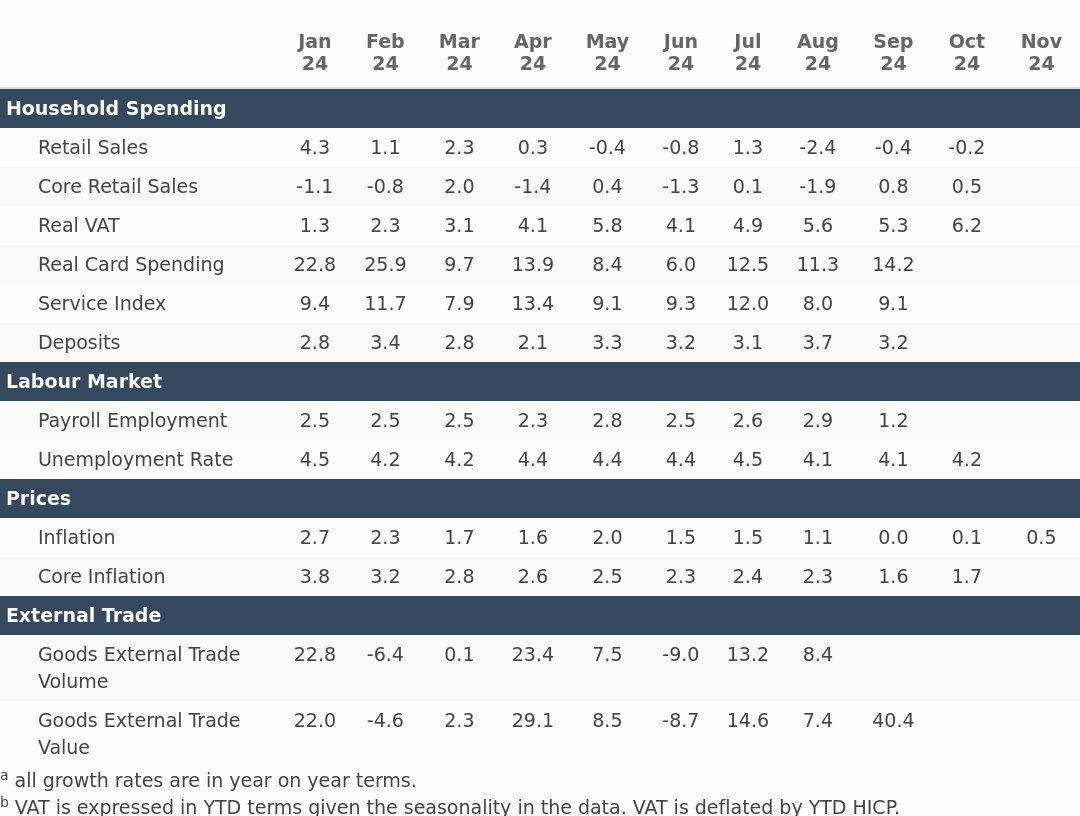 Jan Feb Mar Apr May Jun Jul Aug Sep Oct Nov
24 24 24 24 24 24 24 24 24 24 24
Household Spending
Retail Sales 4.3 1.1 2.3 0.3 -0.4 -0.8 1.3 -2.4 -0.4 -0.2
Core Retail Sales -1.1 -0.8 2.0 -1.4 0.4 -1.3 0.1 -1.9 0.8 0.5
Real VAT 1.3 2.3 3.1 4.1 5.8 4.1 4.9 5.6 5.3 6.2
Real Card Spending 22.8 25.9 9.7 13.9 8.4 6.0 12.5 11.3 14.2
Service Index 9.4 11.7 7.9 13.4 9.1 9.3 12.0 8.0 9.1
Deposits 2.8 3.4 2.8 2.1 3.3 3.2 3.1 3.7 3.2
Labour Market
Payroll Employment 2.5 2.5 2.5 2.3 2.8 2.5 2.6 2.9 1.2
Unemployment Rate 4.5 4.2 4.2 4.4 4.4 4.4 4.5 4.1 4.1 4.2
Prices
Inflation 2.7 2.3 1.7 1.6 2.0 1.5 1.5 1.1 0.0 0.1 0.5
Core Inflation 3.8 3.2 2.8 2.6 2.5 2.3 2.4 2.3 1.6 1.7
External Trade
Goods External Trade 22.8 -6.4 0.1 23.4 7.5 -9.0 13.2 8.4
Volume
Goods External Trade 22.0 -4.6 2.3 29.1 8.5 -8.7 14.6 7.4 40.4
Value
a all growth rates are in year on year terms.
b VAT is expressed in YTD terms given the seasonality in the data. VAT is deflated by YTD HICP.